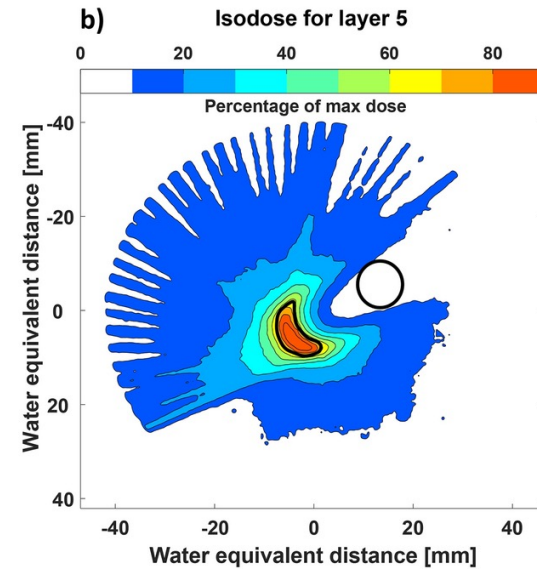 b)
Isodose for layer 5
0 20 40 60 80
Percentage of max dose
Water equivalent distance [mm]
-40
-20
0
20
40
-40 -20 0 20 40
Water equivalent distance [mm]